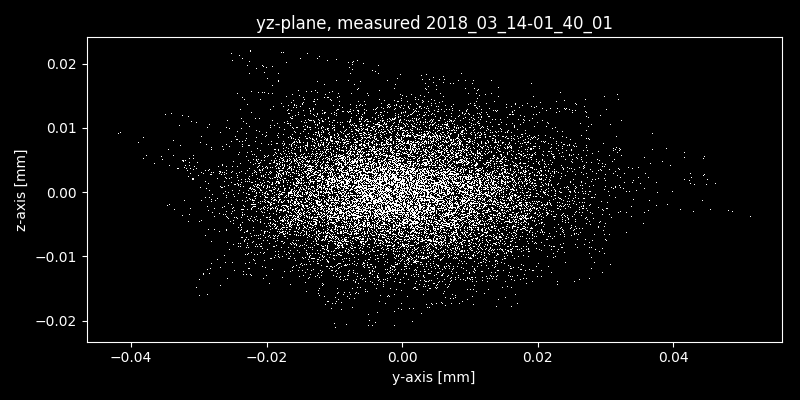 yz-plane, measured 2018_03_14-01_40_01
0.02
0.01
0.00
−0.01
−0.02
z-axis [mm]
−0.04 −0.02 0.00 0.02 0.04
y-axis [mm]